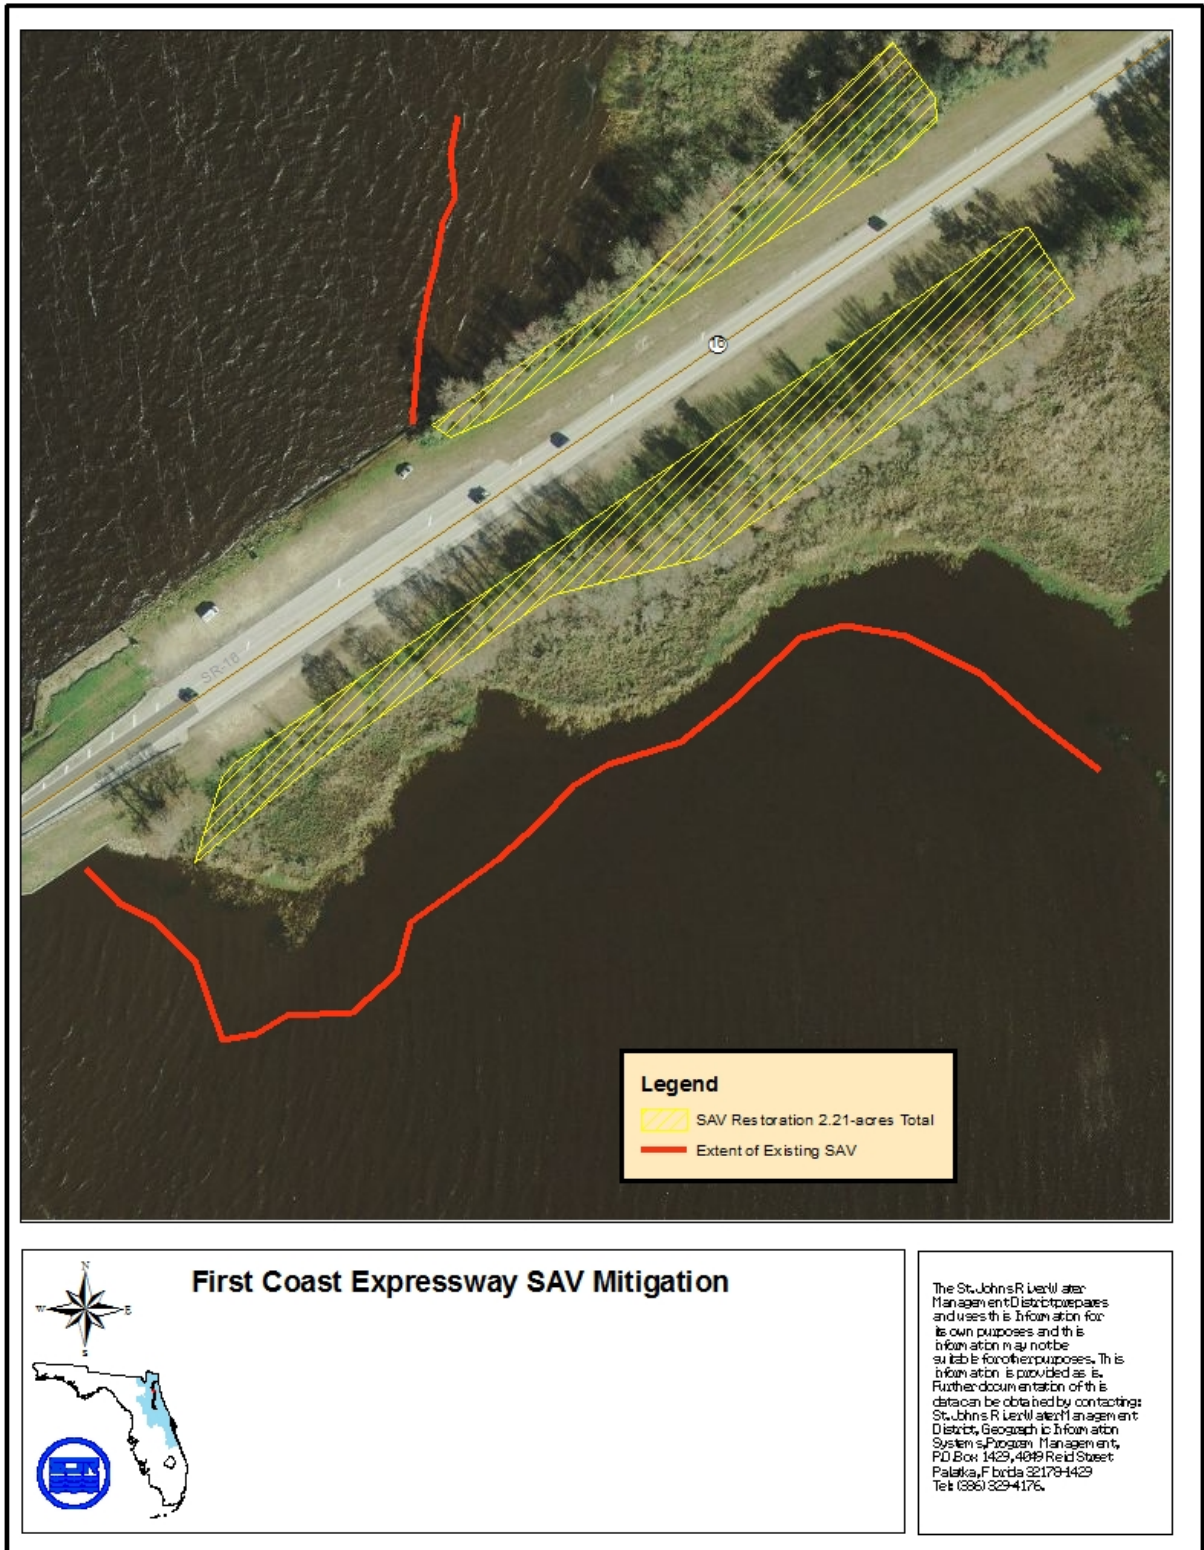 16
SR-16
Legend
SAV Restoration 2.21-acres Total
Extent of Existing SAV
First Coast Expressway SAV Mitigation
N
W
E
S
The St. Johns River Water
Management District prepares
and uses this information for
its own purposes and this
information may not be
suitable for other purposes. This
information is provided as is.
Further documentation of this
data can be obtained by contacting:
St. Johns River Water Management
District, Geographic Information
Systems, Program Management,
P.O. Box 1429, 4049 Reid Street
Palatka, Florida 32178-1429
Tel: (386) 329-4176.